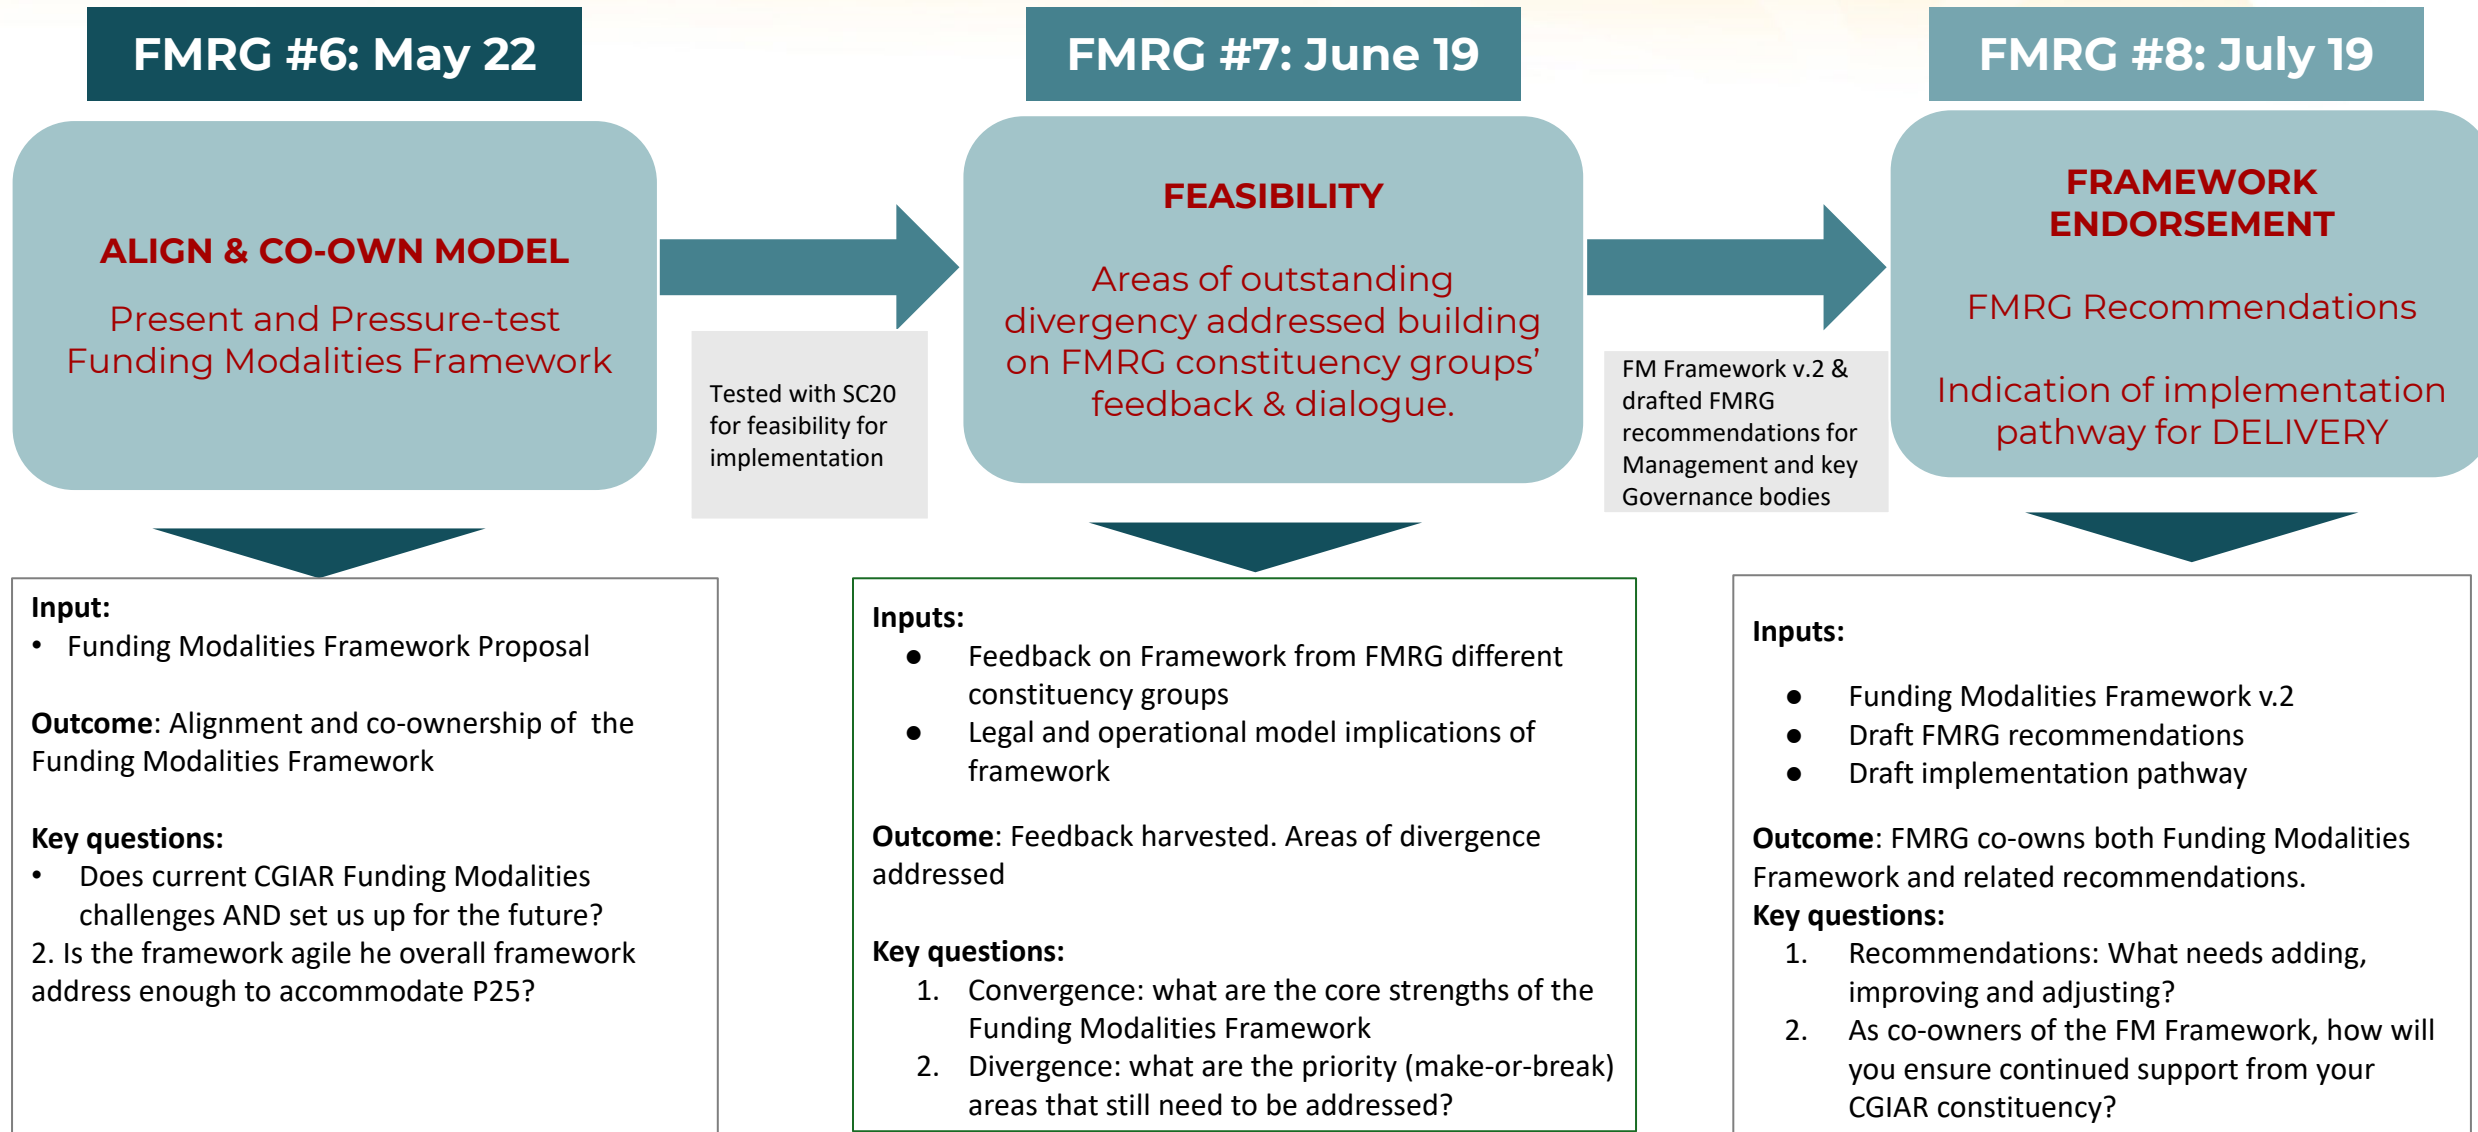 FMRG #6: May 22
ALIGN & CO-OWN MODEL
Present and Pressure-test
Funding Modalities Framework
Tested with SC20
for feasibility for
implementation
FMRG #7: June 19
FEASIBILITY
Areas of outstanding
divergency addressed building
on FMRG constituency groups’
feedback & dialogue.
FM Framework v.2 &
drafted FMRG
recommendations for
Management and key
Governance bodies
FMRG #8: July 19
FRAMEWORK
ENDORSEMENT
FMRG Recommendations
Indication of implementation
pathway for DELIVERY
Input:
• Funding Modalities Framework Proposal
Outcome: Alignment and co-ownership of the
Funding Modalities Framework
Key questions:
• Does current CGIAR Funding Modalities
challenges AND set us up for the future?
2. Is the framework agile he overall framework
address enough to accommodate P25?
Inputs:
● Feedback on Framework from FMRG different
constituency groups
● Legal and operational model implications of
framework
Outcome: Feedback harvested. Areas of divergence
addressed
Key questions:
1. Convergence: what are the core strengths of the
Funding Modalities Framework
2. Divergence: what are the priority (make-or-break)
areas that still need to be addressed?
Inputs:
● Funding Modalities Framework v.2
● Draft FMRG recommendations
● Draft implementation pathway
Outcome: FMRG co-owns both Funding Modalities
Framework and related recommendations.
Key questions:
1. Recommendations: What needs adding,
improving and adjusting?
2. As co-owners of the FM Framework, how will
you ensure continued support from your
CGIAR constituency?